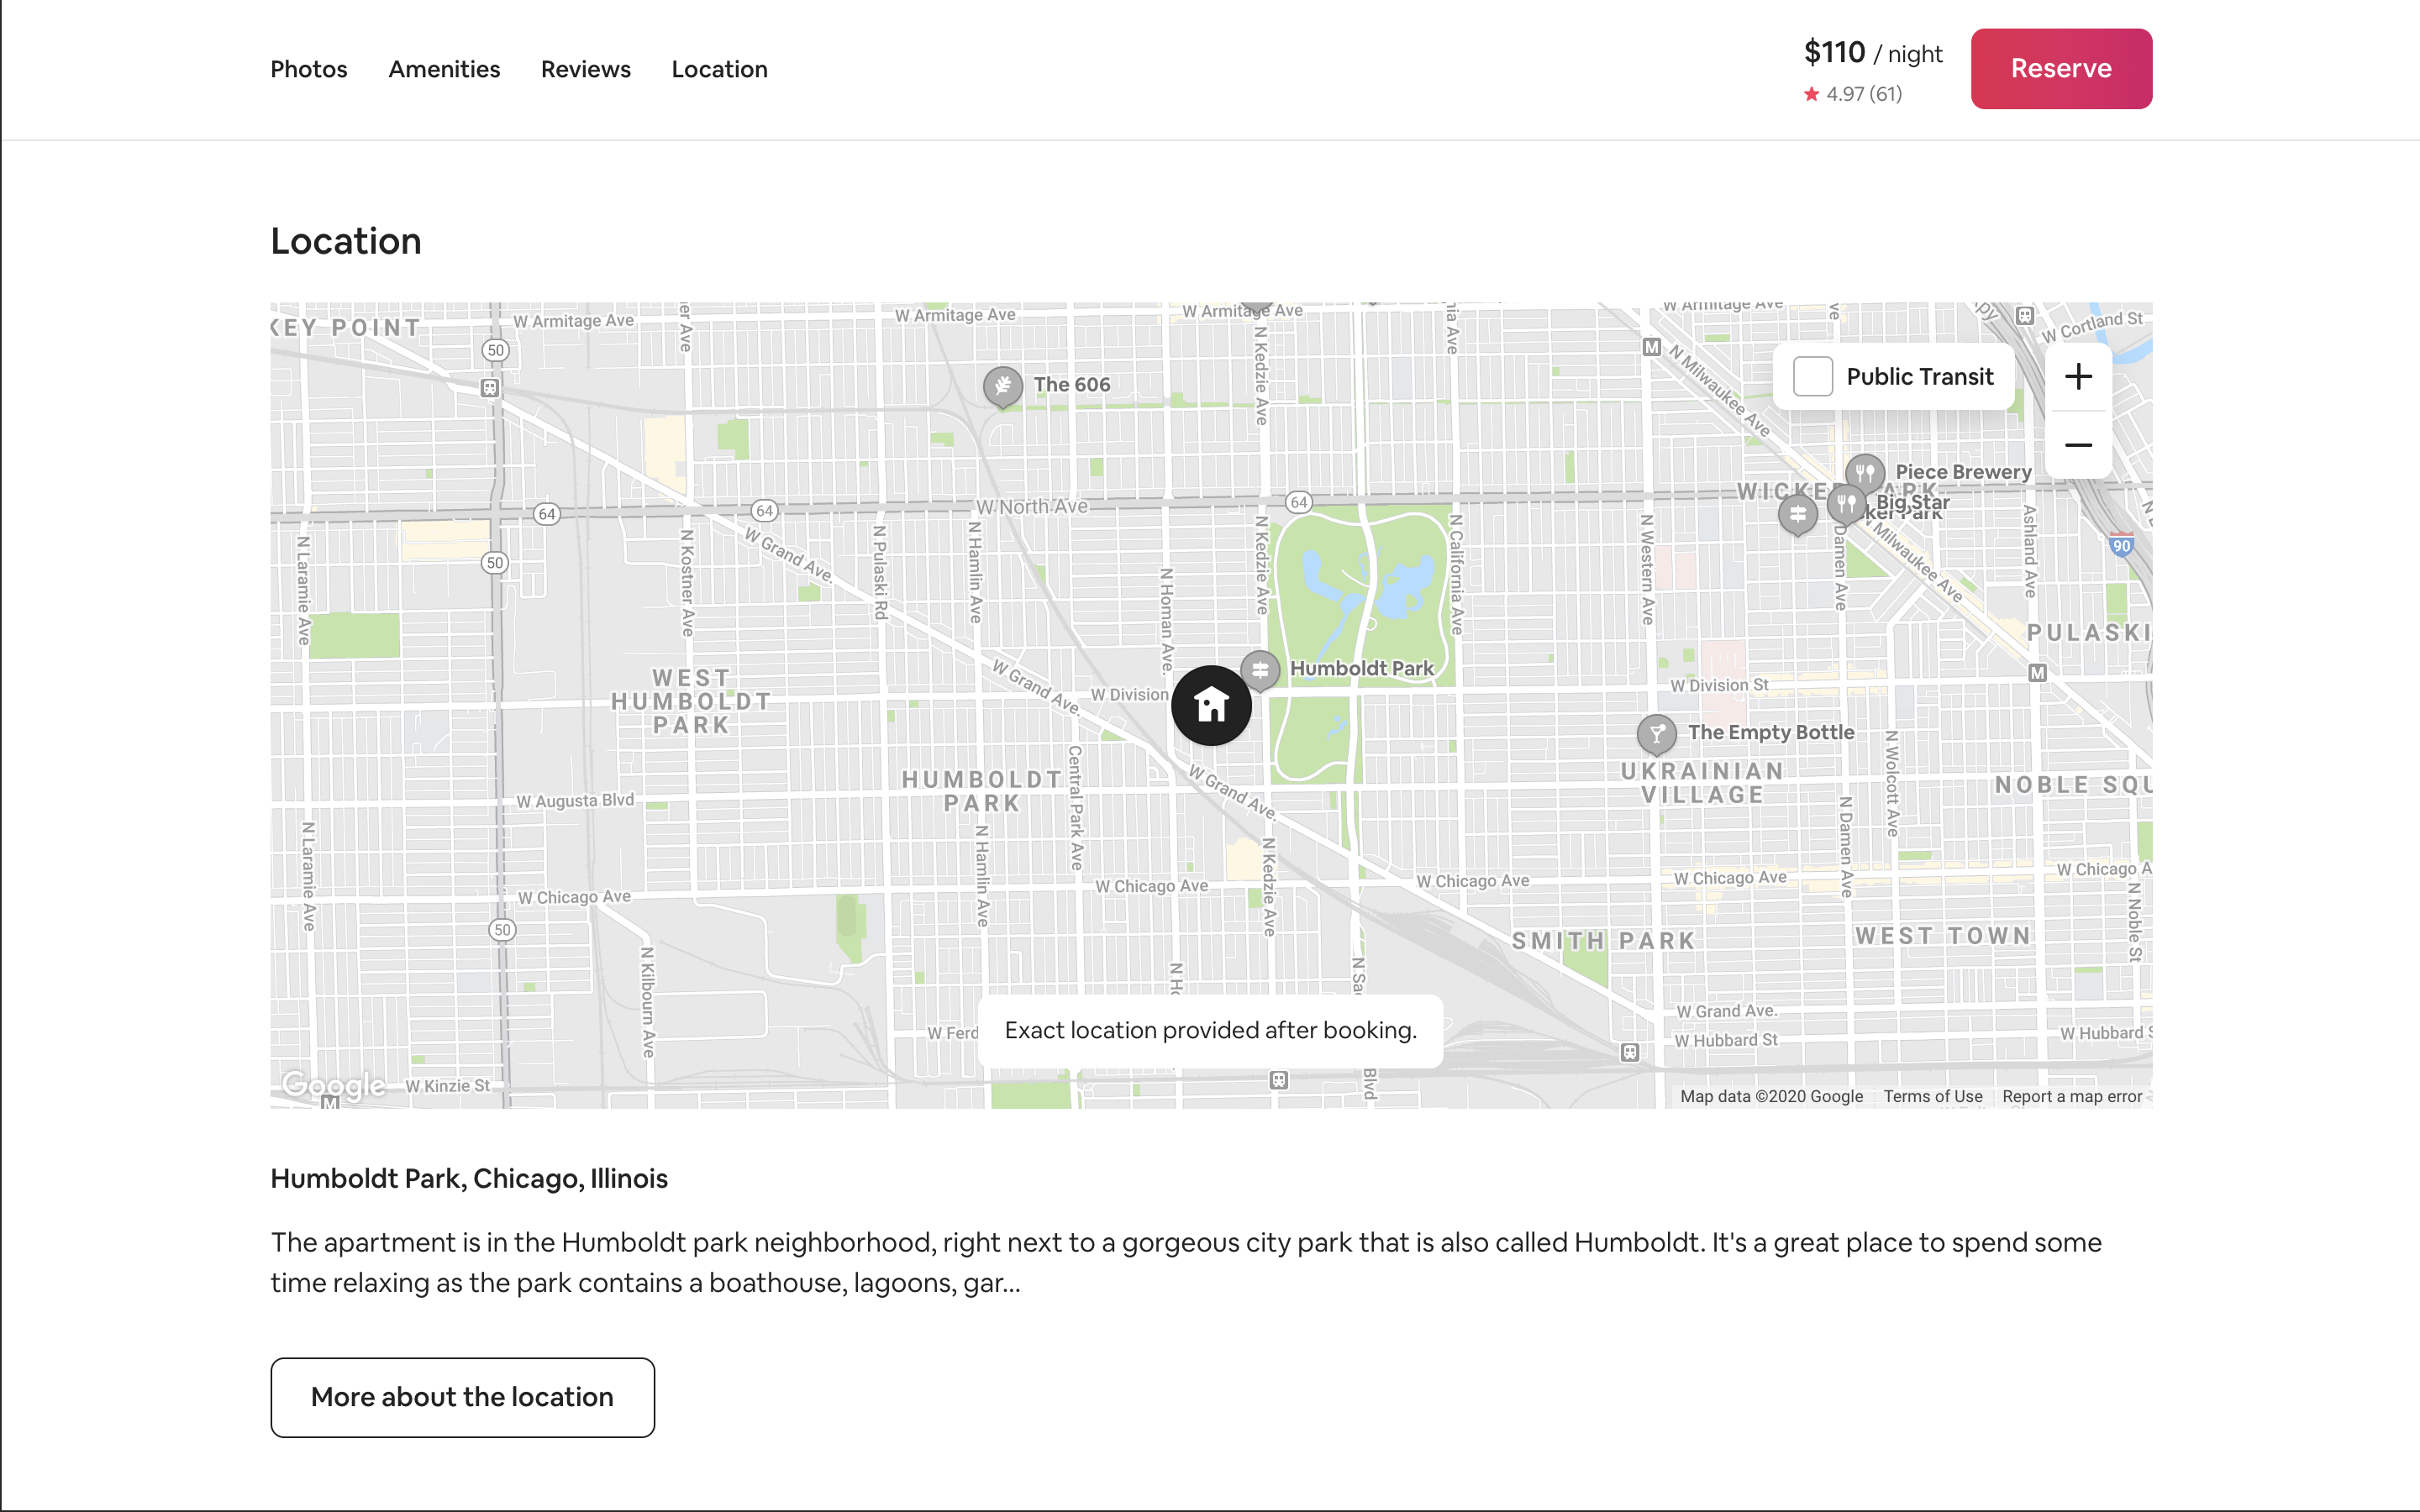 Photos Amenities Reviews Location
$110 / night
4.97 (61)
Reserve
Location
KEY POINT
W Armitage Ave
W Armitage Ave
W Armitage Ave
W Armitage Ave
W Cortland St
50
The 606
N Kedzie Ave
M
N Milwaukee Ave
Public Transit
+
−
Piece Brewery
Big Star
64
64
W North Ave
64
50
N Laramie Ave
N Kostner Ave
W Grand Ave.
N Pulaski Rd
N Hamlin Ave
N Homan Ave.
N Kedzie Ave
N California Ave
N Western Ave
N Damen Ave
N Milwaukee Ave
Ashland Ave
90
PULASKI
M
WEST
HUMBOLDT
PARK
W Grand Ave.
W Division
Humboldt Park
W Division St
The Empty Bottle
UKRAINIAN
VILLAGE
N Wolcott Ave
NOBLE SQU
HUMBOLDT
PARK
Central Park Ave
W Grand Ave.
W Augusta Blvd
N Laramie Ave
N Hamlin Ave
N Kedzie Ave
N Damen Ave
W Chicago Ave
W Chicago Ave
W Chicago Ave
W Chicago Ave
W Chicago A
N Noble St
50
N Kilbourn Ave
SMITH PARK
WEST TOWN
W Grand Ave.
W Ferd
Exact location provided after booking.
W Hubbard St
W Hubbard S
Blvd
Google
W Kinzie St
M
Map data ©2020 Google Terms of Use Report a map error
Humboldt Park, Chicago, Illinois
The apartment is in the Humboldt park neighborhood, right next to a gorgeous city park that is also called Humboldt. It's a great place to spend some
time relaxing as the park contains a boathouse, lagoons, gar...
More about the location